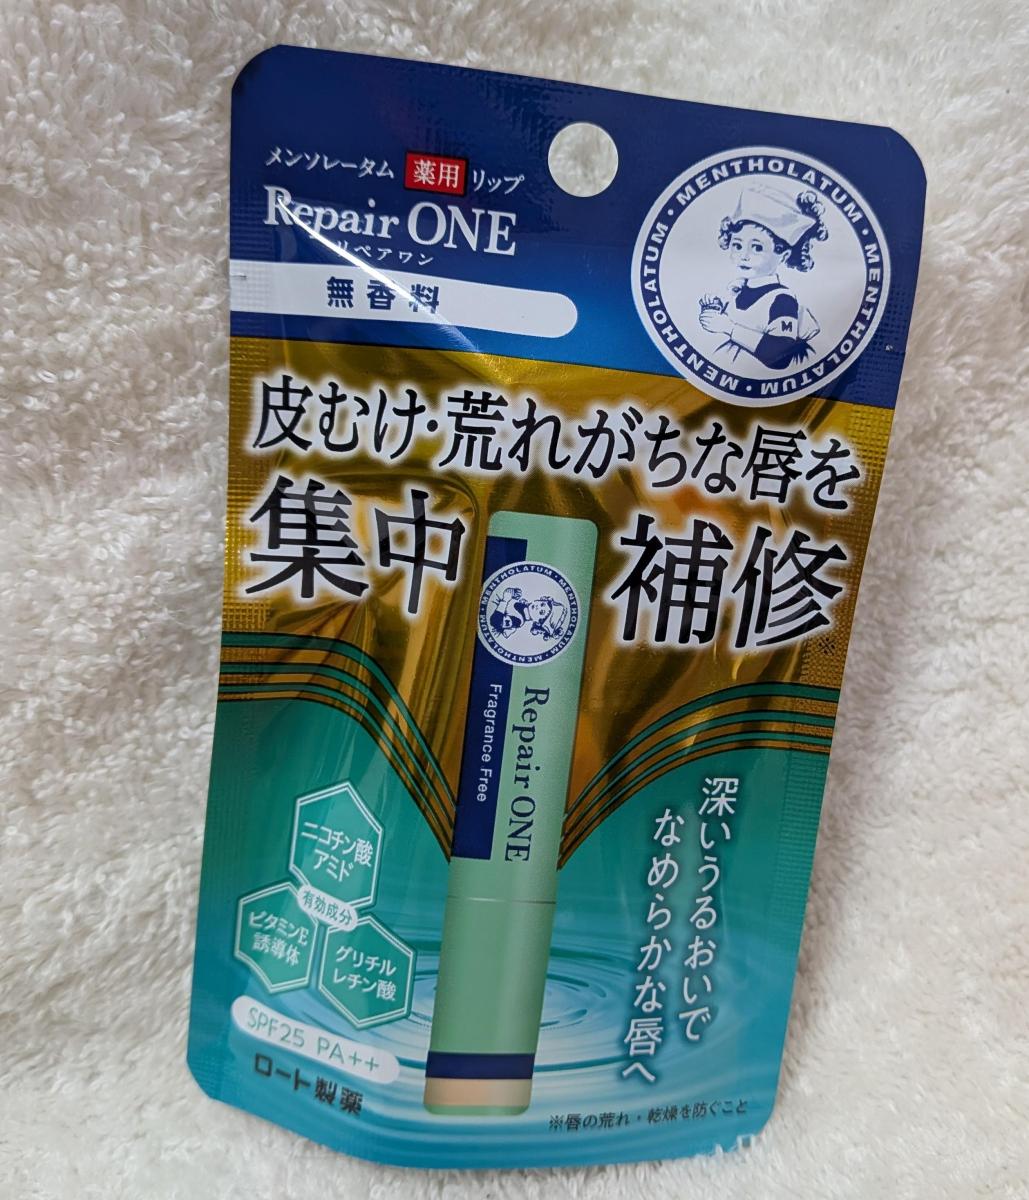 メンソレータム 薬用 リップ
Repair ONE
リペアワン
無香料
MENTHOLATUM・MENTHOLATUM・MENTHOLATUM・MENTHOLATUM・
M
皮むけ・荒れがちな唇を
集中 補修※
MENTHOLATUM・MENTHOLATUM・MENTHOLATUM・MENTHOLATUM・
Repair ONE
Fragrance Free
深いうるおいで
なめらかな唇へ
ニコチン酸
アミド
有効成分
ビタミンE
誘導体
グリチル
レチン酸
SPF25 PA++
ロート製薬
※唇の荒れ・乾燥を防ぐこと